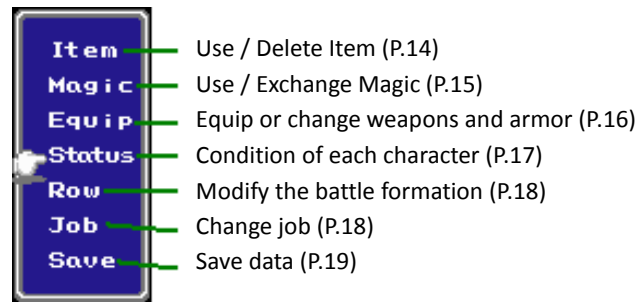 Item Use / Delete Item (P.14)
Magic Use / Exchange Magic (P.15)
Equip Equip or change weapons and armor (P.16)
Status Condition of each character (P.17)
Row Modify the battle formation (P.18)
Job Change job (P.18)
Save Save data (P.19)